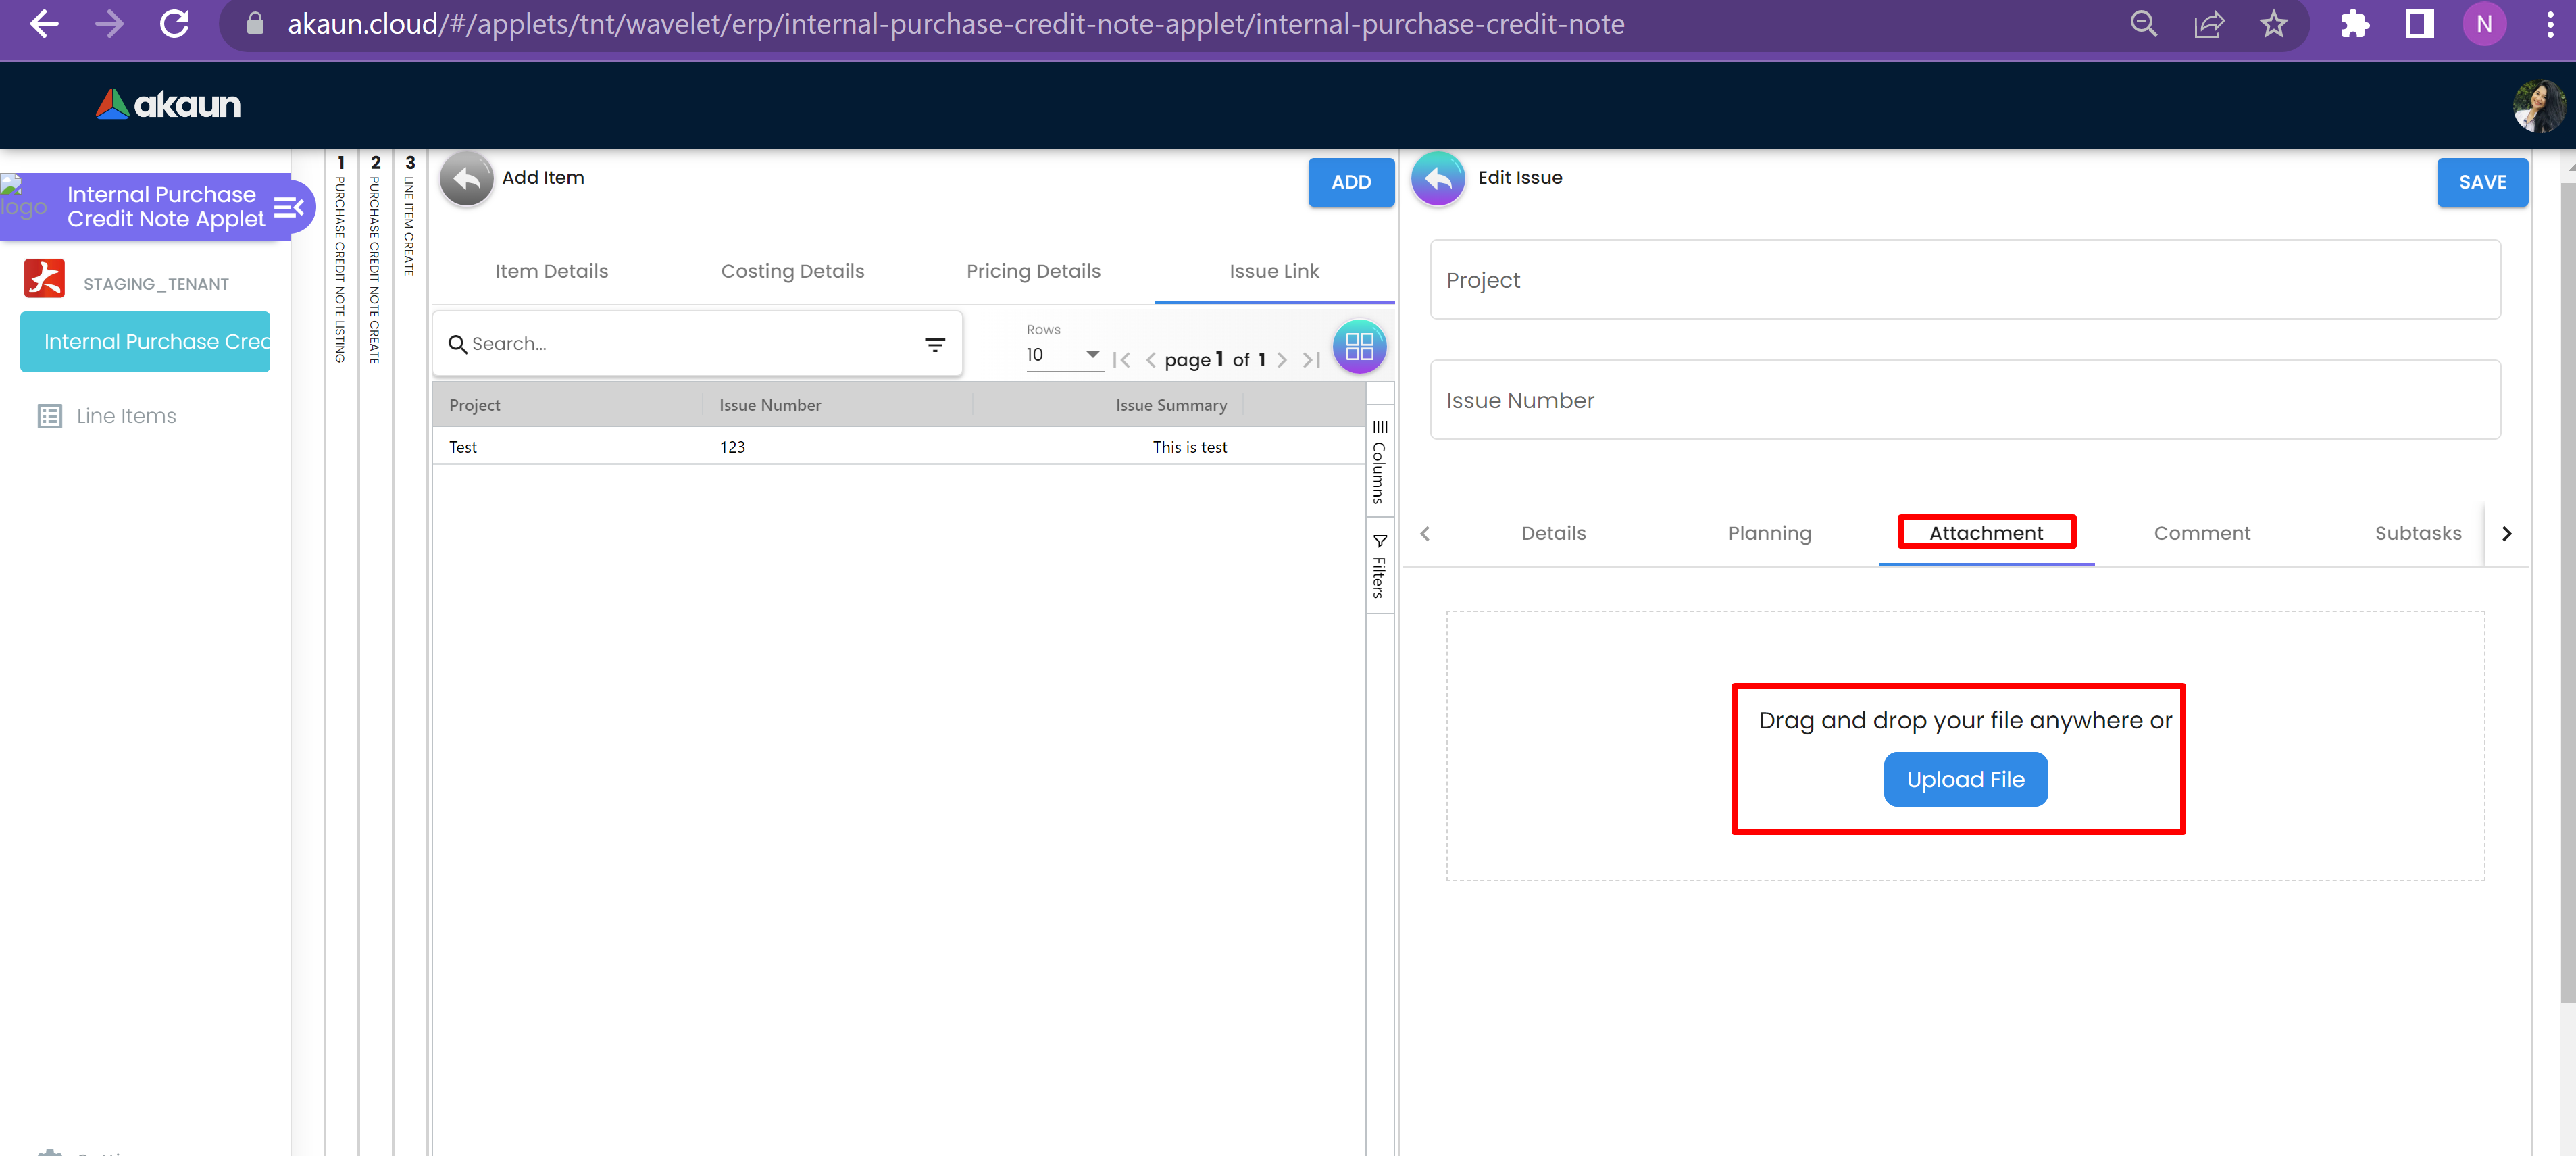 akaun.cloud/#/applets/tnt/wavelet/erp/internal-purchase-credit-note-applet/internal-purchase-credit-note
N
akaun
logo
Internal Purchase
Credit Note Applet
STAGING_TENANT
Internal Purchase Cred
Line Items
1 PURCHASE CREDIT NOTE LISTING
2 PURCHASE CREDIT NOTE CREATE
3 LINE ITEM CREATE
Add Item
ADD
Item Details Costing Details Pricing Details Issue Link
Search...
Rows
10
page 1 of 1
Project Issue Number Issue Summary
Test 123 This is test
Columns
Filters
Edit Issue
SAVE
Project
Issue Number
Details Planning Attachment Comment Subtasks
Drag and drop your file anywhere or
Upload File